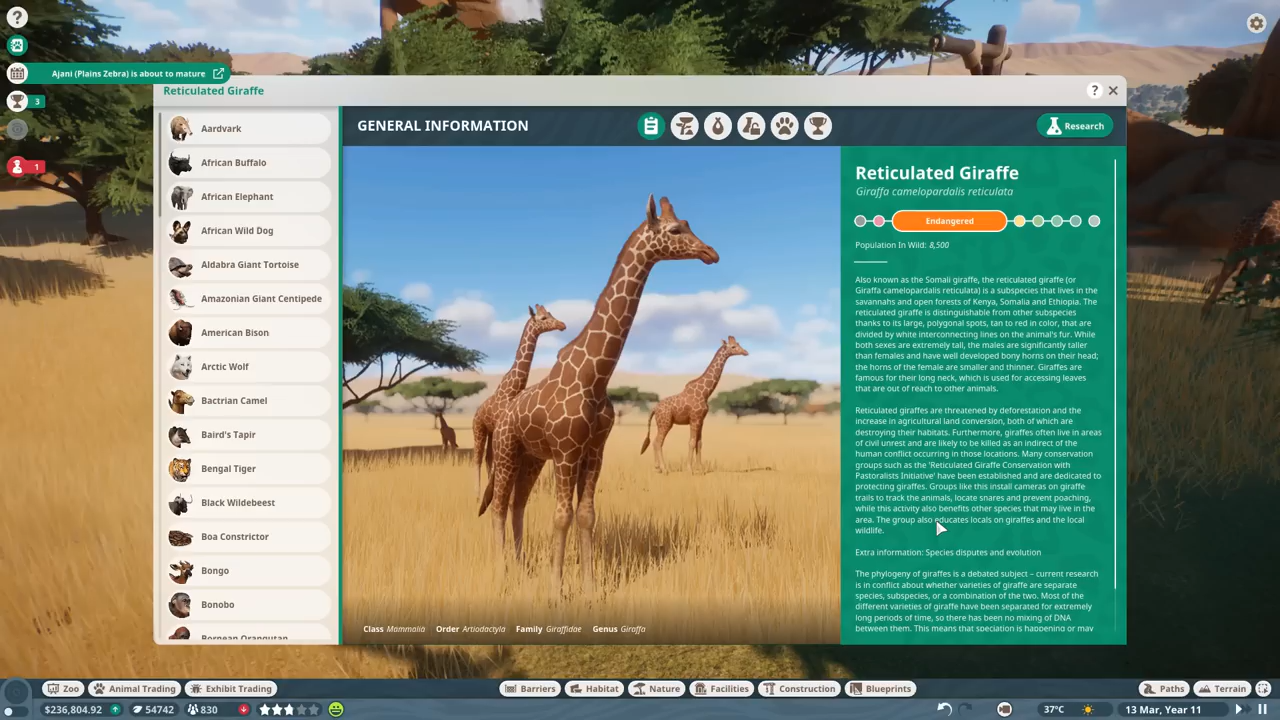 ?
Ajani (Plains Zebra) is about to mature
3
1
Reticulated Giraffe
?
Aardvark
African Buffalo
African Elephant
African Wild Dog
Aldabra Giant Tortoise
Amazonian Giant Centipede
American Bison
Arctic Wolf
Bactrian Camel
Baird's Tapir
Bengal Tiger
Black Wildebeest
Boa Constrictor
Bongo
Bonobo
Bornean Orangutan
GENERAL INFORMATION
Research
Class Mammalia Order Artiodactyla Family Giraffidae Genus Giraffa
Reticulated Giraffe
Giraffa camelopardalis reticulata
Endangered
Population In Wild: 8,500
Also known as the Somali giraffe, the reticulated giraffe (or
Giraffa camelopardalis reticulata) is a subspecies that lives in the
savannahs and open forests of Kenya, Somalia and Ethiopia. The
reticulated giraffe is distinguishable from other subspecies
thanks to its large, polygonal spots, tan to red in color, that are
divided by white interconnecting lines on the animal's fur. While
both sexes are extremely tall, the males are significantly taller
than females and have well developed bony horns on their head;
the horns of the female are smaller and thinner. Giraffes are
famous for their long neck, which is used for accessing leaves
that are out of reach to other animals.
Reticulated giraffes are threatened by deforestation and the
increase in agricultural land conversion, both of which are
destroying their habitats. Furthermore, giraffes often live in areas
of civil unrest and are likely to be killed as an indirect of the
human conflict occurring in those locations. Many conservation
groups such as the 'Reticulated Giraffe Conservation with
Pastoralists Initiative' have been established and are dedicated to
protecting giraffes. Groups like this install cameras on giraffe
trails to track the animals, locate snares and prevent poaching,
while this activity also benefits other species that may live in the
area. The group also educates locals on giraffes and the local
wildlife.
Extra information: Species disputes and evolution
The phylogeny of giraffes is a debated subject – current research
is in conflict about whether varieties of giraffe are separate
species, subspecies, or a combination of the two. Most of the
different varieties of giraffe have been separated for extremely
long periods of time, so there has been no mixing of DNA
between them. This means that speciation is happening or may
Zoo Animal Trading Exhibit Trading Barriers Habitat Nature Facilities Construction Blueprints Paths Terrain
$236,804.92 54742 830 37°C 13 Mar, Year 11